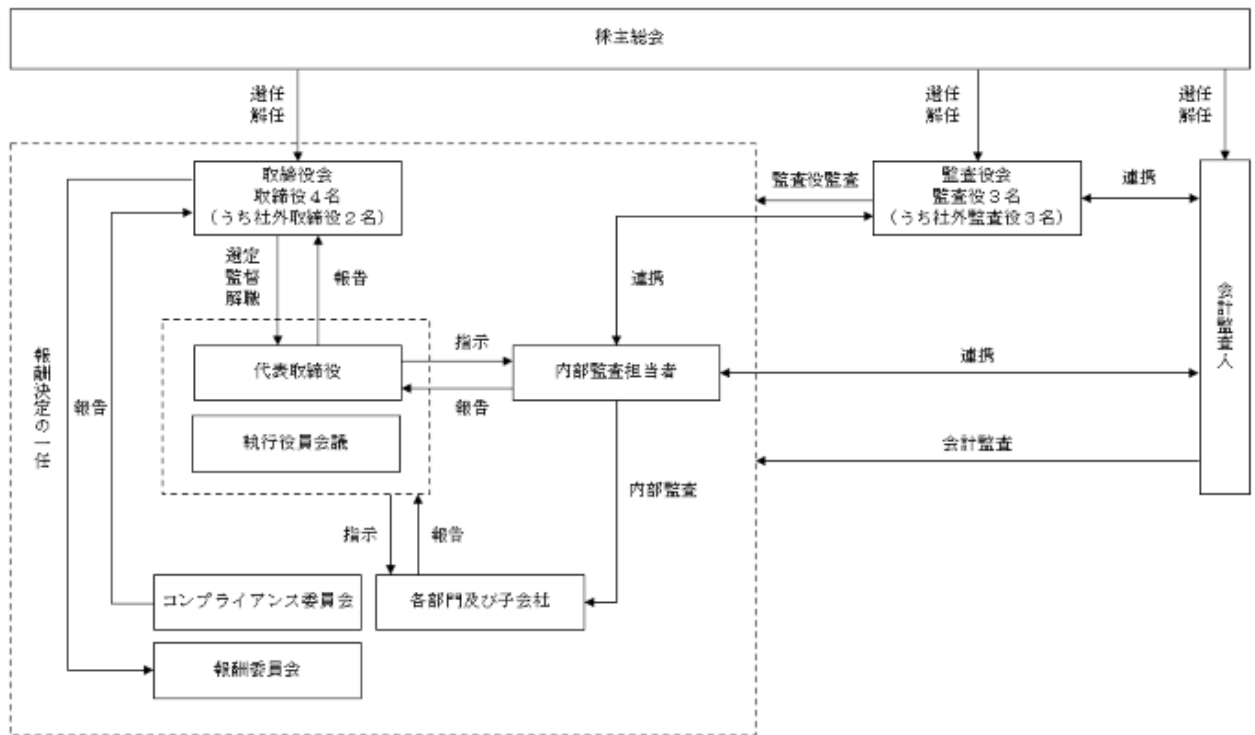 株主総会
選任
解任
選任
解任
選任
解任
取締役会
取締役4名
(うち社外取締役2名)
監査役監査
監査役会
監査役3名
(うち社外監査役3名)
連携
選定
監督
解職
報告
連携
会計監査人
報酬決定の一任
報告
代表取締役
指示
報告
内部監査担当者
連携
執行役員会議
会計監査
内部監査
指示
報告
コンプライアンス委員会
各部門及び子会社
報酬委員会